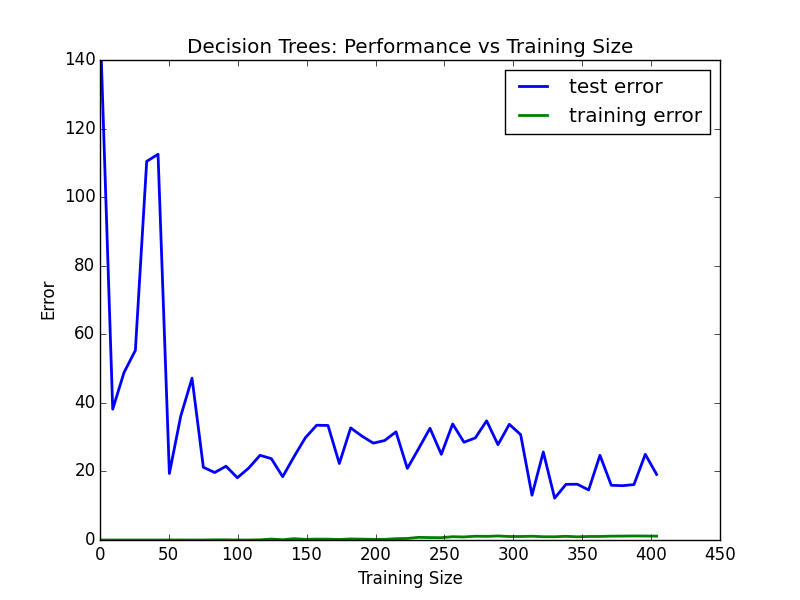 Decision Trees: Performance vs Training Size
140
120
100
80
60
40
20
0
Error
test error
training error
0 50 100 150 200 250 300 350 400 450
Training Size